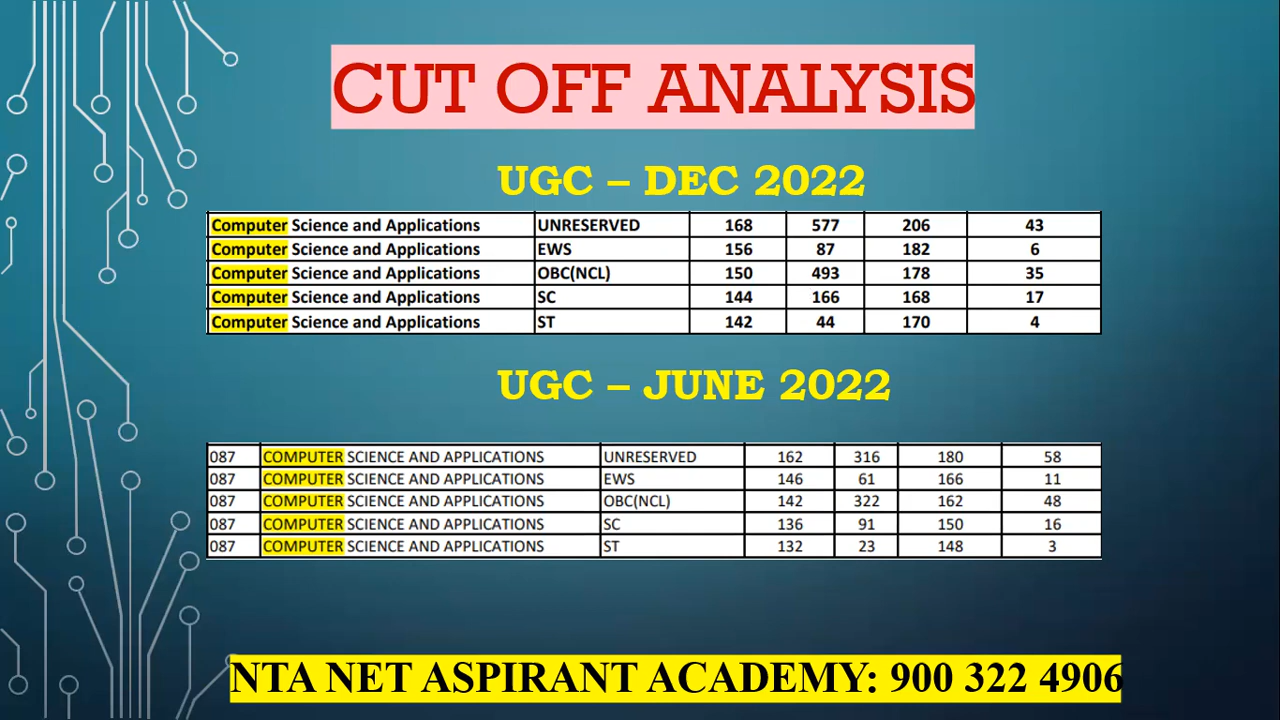 CUT OFF ANALYSIS
UGC – DEC 2022
Computer Science and Applications UNRESERVED 168 577 206 43
Computer Science and Applications EWS 156 87 182 6
Computer Science and Applications OBC(NCL) 150 493 178 35
Computer Science and Applications SC 144 166 168 17
Computer Science and Applications ST 142 44 170 4
UGC – JUNE 2022
087 COMPUTER SCIENCE AND APPLICATIONS UNRESERVED 162 316 180 58
087 COMPUTER SCIENCE AND APPLICATIONS EWS 146 61 166 11
087 COMPUTER SCIENCE AND APPLICATIONS OBC(NCL) 142 322 162 48
087 COMPUTER SCIENCE AND APPLICATIONS SC 136 91 150 16
087 COMPUTER SCIENCE AND APPLICATIONS ST 132 23 148 3
NTA NET ASPIRANT ACADEMY: 900 322 4906